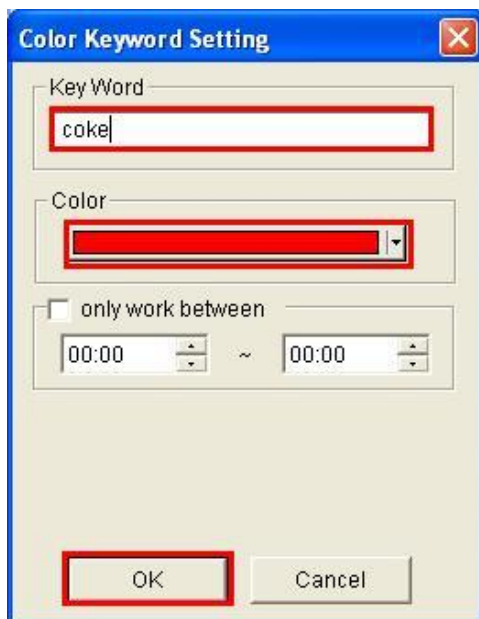 Color Keyword Setting
Key Word
coke
Color
only work between
00:00 ~ 00:00
OK Cancel